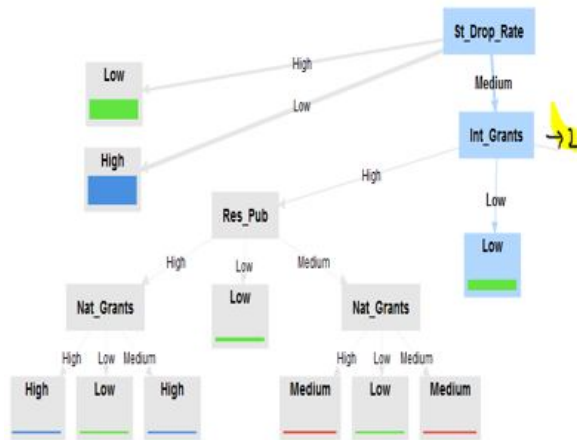 St_Drop_Rate
High
Low
Low
Medium
High
Int_Grants
High
Low
Res_Pub
Low
High
Low
Medium
Nat_Grants
Low
Nat_Grants
High Low Medium
High Low Medium
High Low High
Medium Low Medium